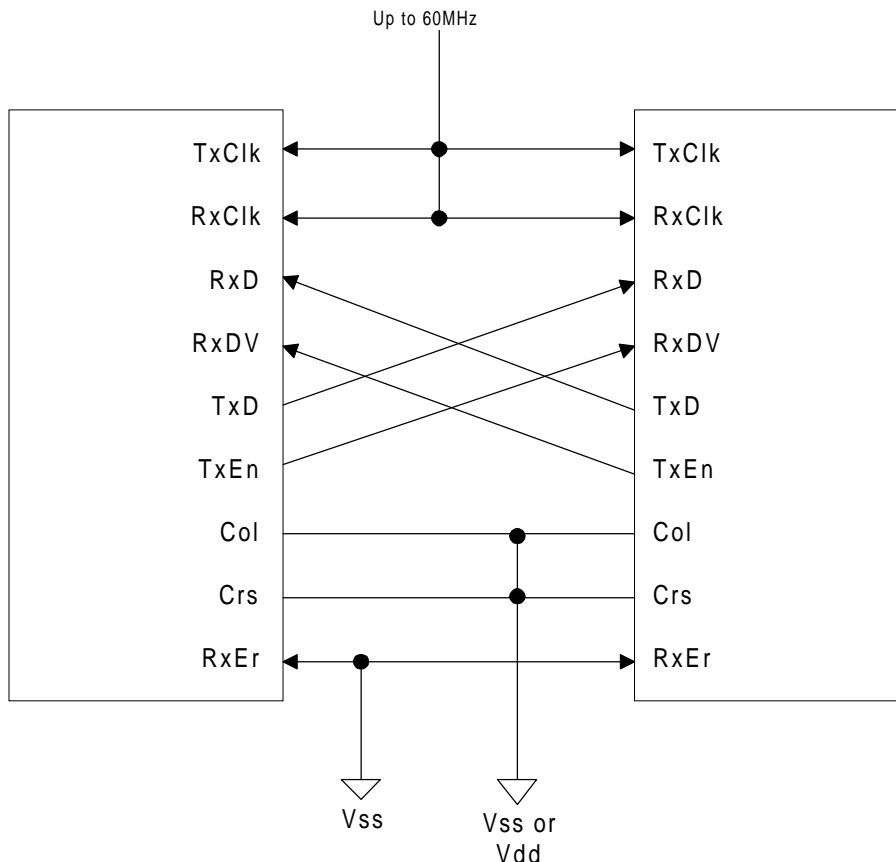 Up to 60MHz
TxClk TxClk
RxClk RxClk
RxD RxD
RxDV RxDV
TxD TxD
TxEn TxEn
Col Col
Crs Crs
RxEr RxEr
Vss
Vss or
Vdd